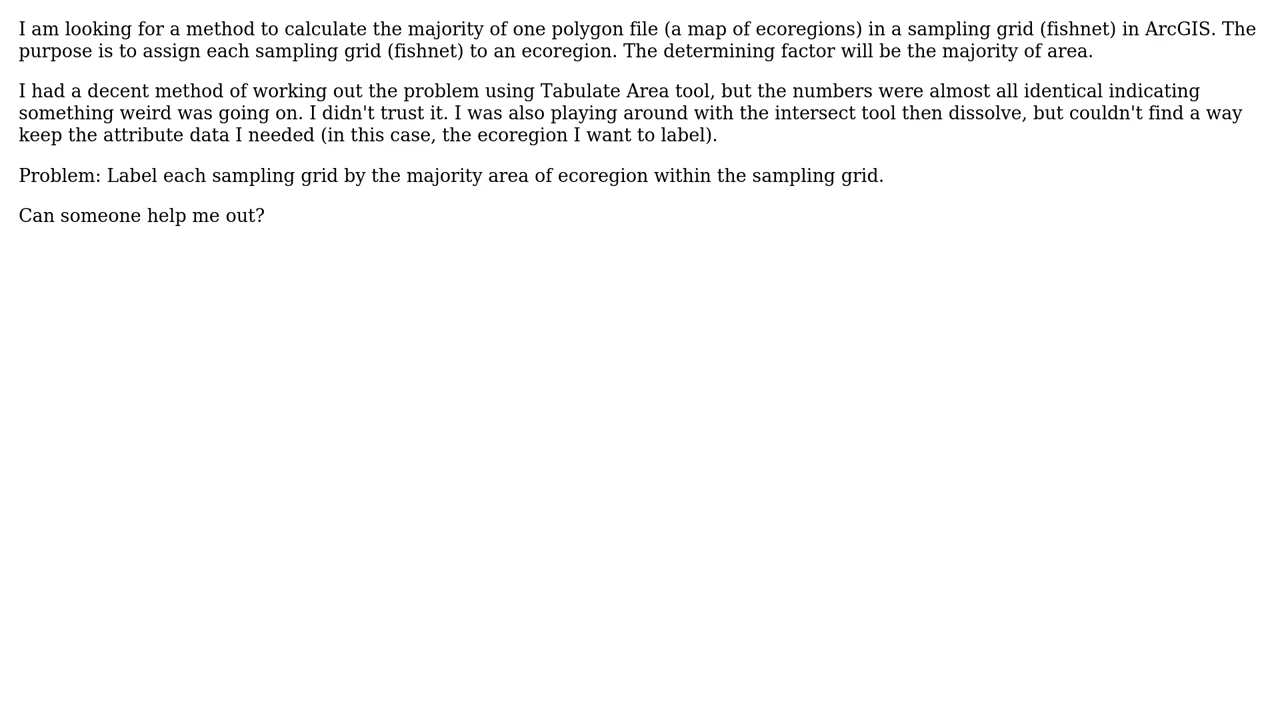 I am looking for a method to calculate the majority of one polygon file (a map of ecoregions) in a sampling grid (fishnet) in ArcGIS. The
purpose is to assign each sampling grid (fishnet) to an ecoregion. The determining factor will be the majority of area.
I had a decent method of working out the problem using Tabulate Area tool, but the numbers were almost all identical indicating
something weird was going on. I didn't trust it. I was also playing around with the intersect tool then dissolve, but couldn't find a way
keep the attribute data I needed (in this case, the ecoregion I want to label).
Problem: Label each sampling grid by the majority area of ecoregion within the sampling grid.
Can someone help me out?